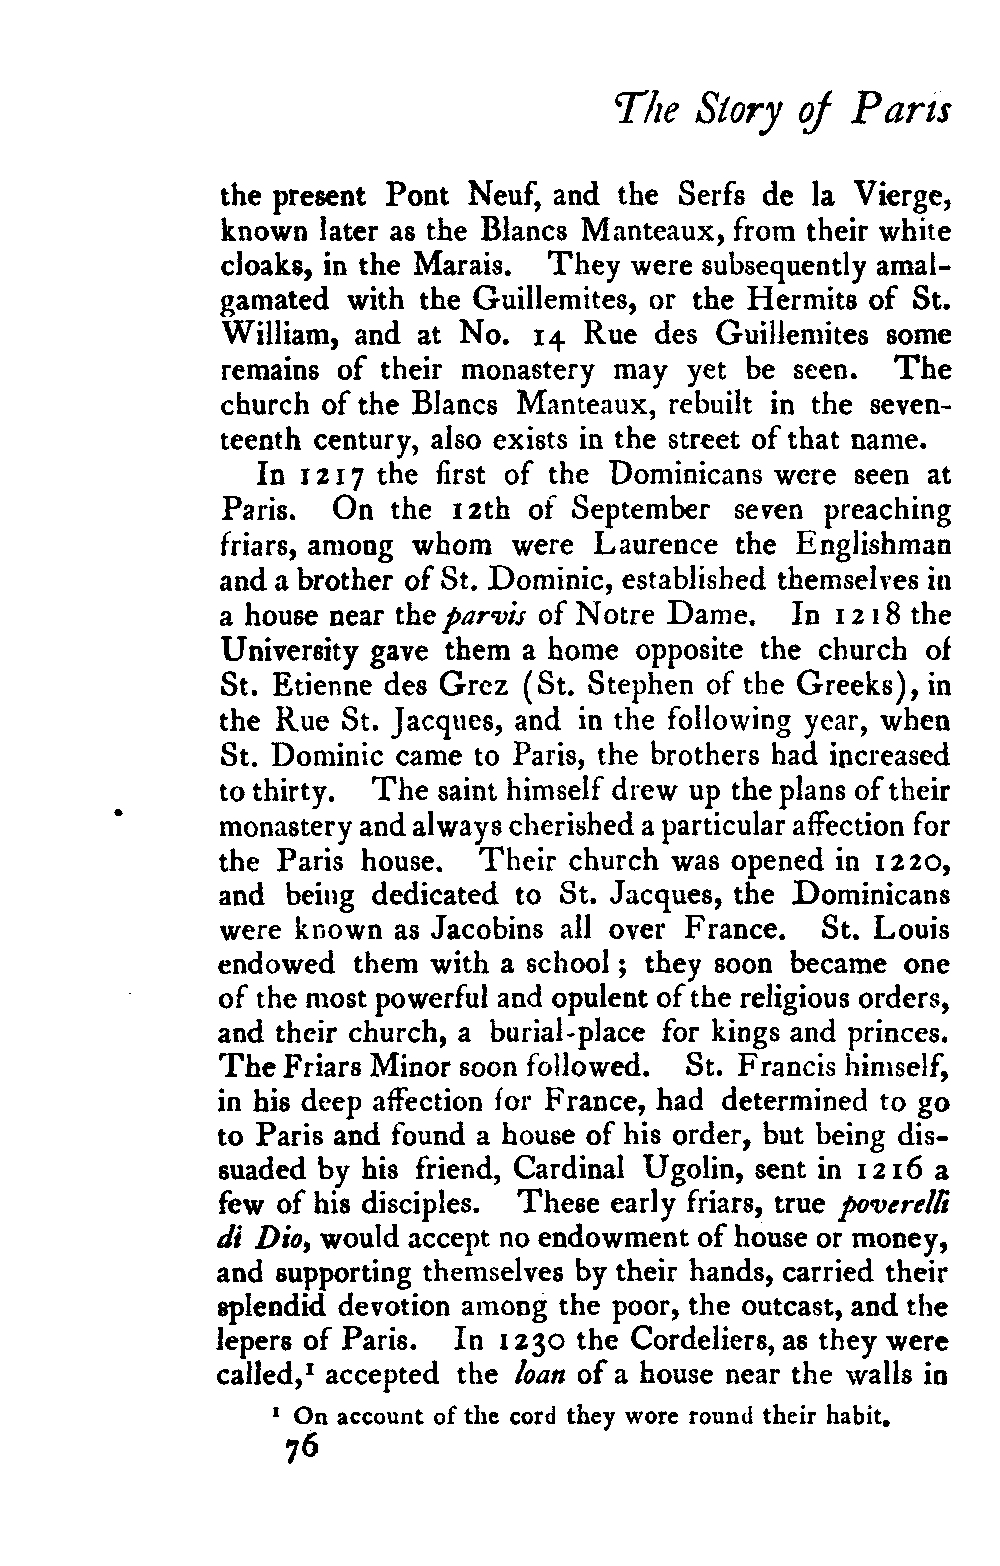 The Story of Paris
the present Pont Neuf, and the Serfs de la Vierge,
known later as the Blancs Manteaux, from their white
cloaks, in the Marais. They were subsequently amal-
gamated with the Guillemites, or the Hermits of St.
William, and at No. 14 Rue des Guillemites some
remains of their monastery may yet be seen. The
church of the Blancs Manteaux, rebuilt in the seven-
teenth century, also exists in the street of that name.
In 1217 the first of the Dominicans were seen at
Paris. On the 12th of September seven preaching
friars, among whom were Laurence the Englishman
and a brother of St. Dominic, established themselves in
a house near the parvis of Notre Dame. In 1218 the
University gave them a home opposite the church of
St. Etienne des Grez (St. Stephen of the Greeks), in
the Rue St. Jacques, and in the following year, when
St. Dominic came to Paris, the brothers had increased
to thirty. The saint himself drew up the plans of their
monastery and always cherished a particular affection for
the Paris house. Their church was opened in 1220,
and being dedicated to St. Jacques, the Dominicans
were known as Jacobins all over France. St. Louis
endowed them with a school ; they soon became one
of the most powerful and opulent of the religious orders,
and their church, a burial-place for kings and princes.
The Friars Minor soon followed. St. Francis himself,
in his deep affection for France, had determined to go
to Paris and found a house of his order, but being dis-
suaded by his friend, Cardinal Ugolin, sent in 1216 a
few of his disciples. These early friars, true poverelli
di Dio, would accept no endowment of house or money,
and supporting themselves by their hands, carried their
splendid devotion among the poor, the outcast, and the
lepers of Paris. In 1230 the Cordeliers, as they were
called,¹ accepted the loan of a house near the walls in
¹ On account of the cord they wore round their habit.
76